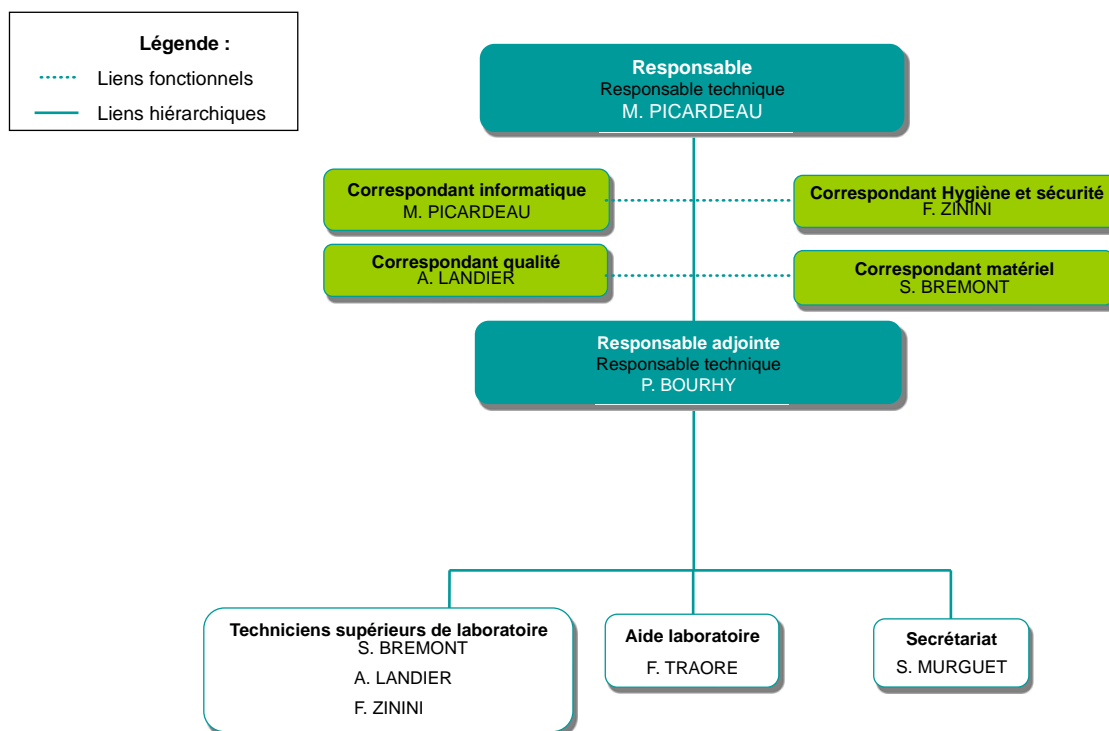 Légende :
Liens fonctionnels
Liens hiérarchiques
Responsable
Responsable technique
M. PICARDEAU
Correspondant informatique
M. PICARDEAU
Correspondant Hygiène et sécurité
F. ZININI
Correspondant qualité
A. LANDIER
Correspondant matériel
S. BREMONT
Responsable adjointe
Responsable technique
P. BOURHY
Techniciens supérieurs de laboratoire
S. BREMONT
A. LANDIER
F. ZININI
Aide laboratoire
F. TRAORE
Secrétariat
S. MURGUET